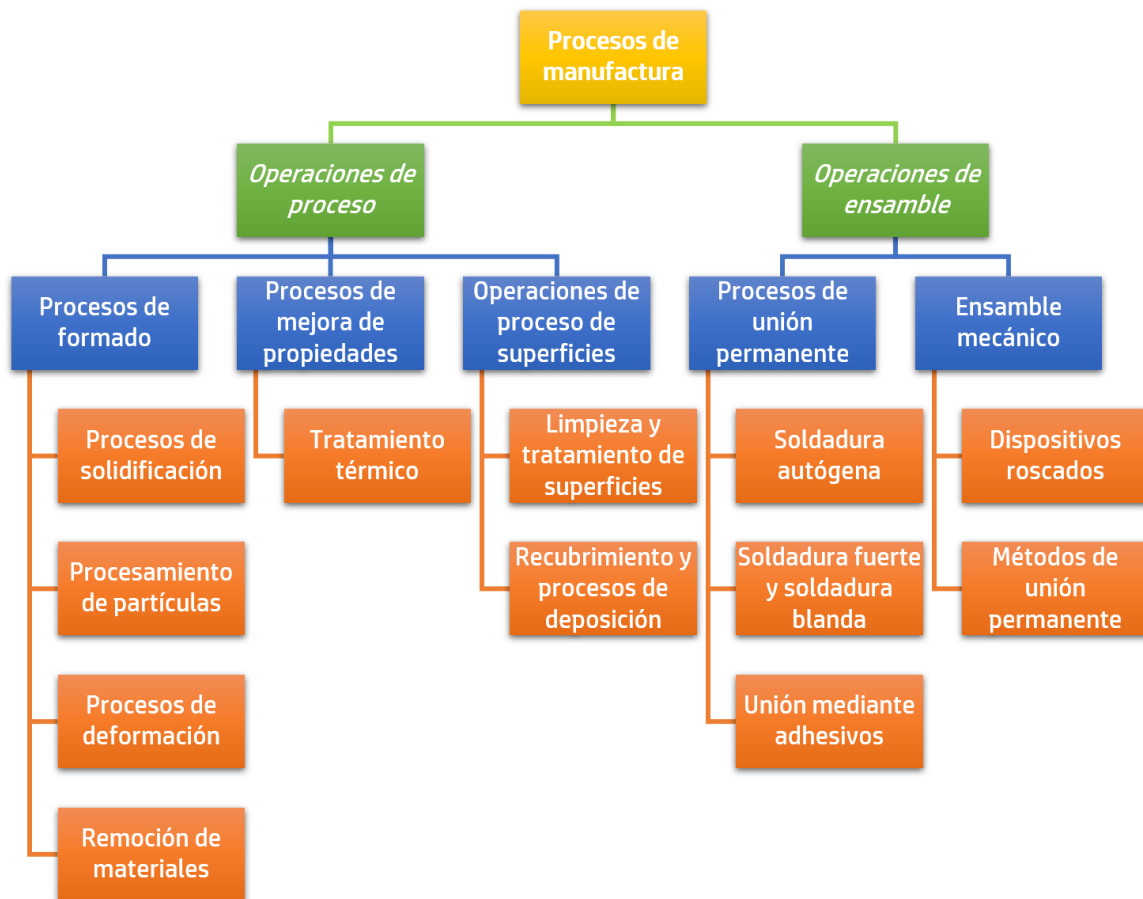 Procesos de
manufactura
Operaciones de
proceso
Operaciones de
ensamble
Procesos de
formado
Procesos de
mejora de
propiedades
Operaciones de
proceso de
superficies
Procesos de
unión
permanente
Ensamble
mecánico
Procesos de
solidificación
Tratamiento
térmico
Limpieza y
tratamiento de
superficies
Soldadura
autógena
Dispositivos
roscados
Procesamiento
de partículas
Recubrimiento y
procesos de
deposición
Soldadura fuerte
y soldadura
blanda
Métodos de
unión
permanente
Procesos de
deformación
Unión mediante
adhesivos
Remoción de
materiales